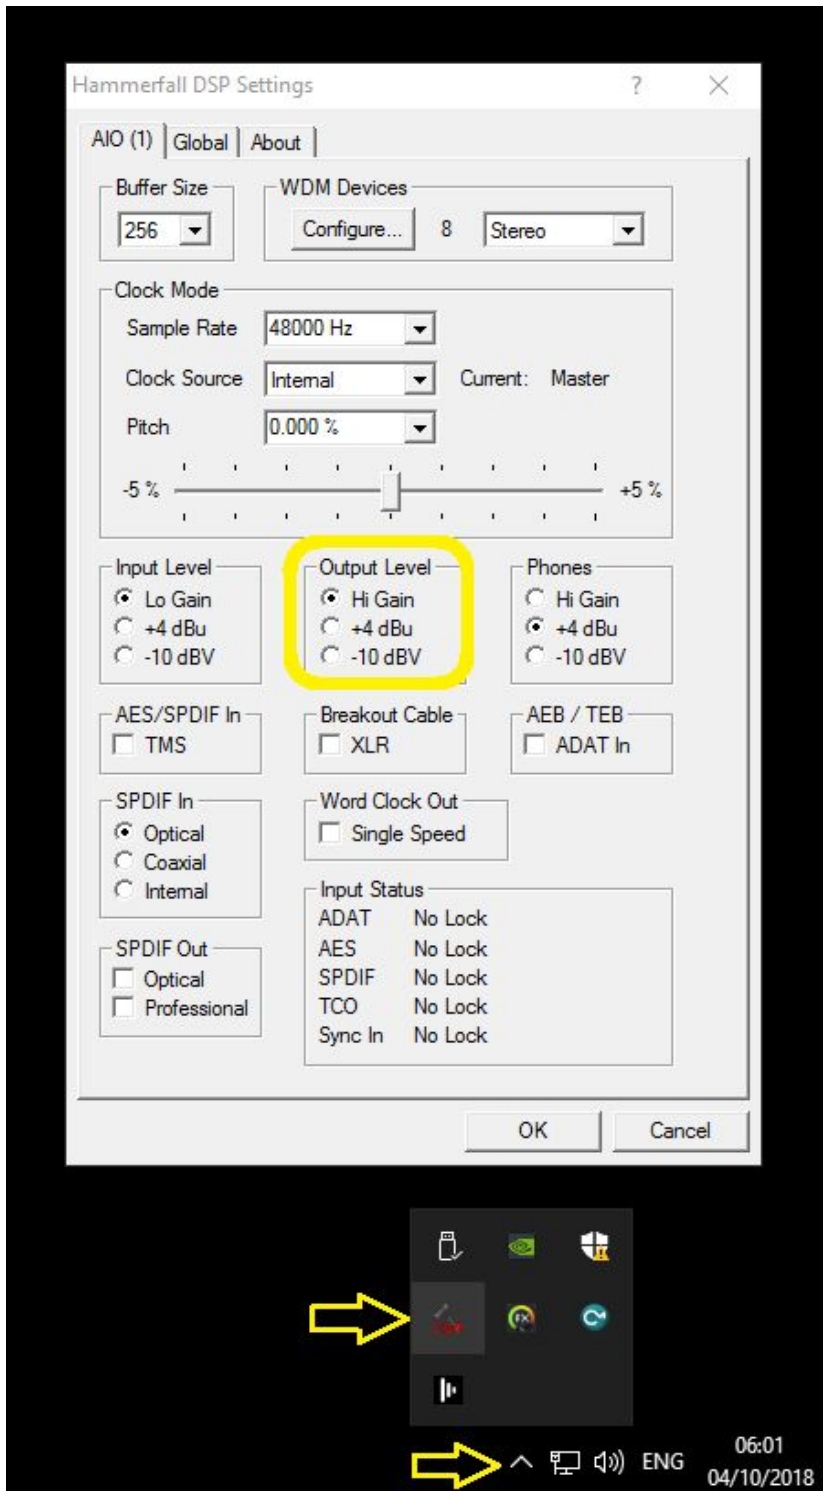 Hammerfall DSP Settings
AIO (1) Global About
Buffer Size WDM Devices
256 Configure... 8 Stereo
Clock Mode
Sample Rate 48000 Hz
Clock Source Internal Current: Master
Pitch 0.000 %
-5 % +5 %
Input Level Output Level Phones
Lo Gain Hi Gain Hi Gain
+4 dBu +4 dBu +4 dBu
-10 dBV -10 dBV -10 dBV
AES/SPDIF In Breakout Cable AEB / TEB
TMS XLR ADAT In
SPDIF In Word Clock Out
Optical Single Speed
Coaxial
Internal Input Status
ADAT No Lock
SPDIF Out AES No Lock
Optical SPDIF No Lock
Professional TCO No Lock
Sync In No Lock
OK Cancel
FX
ENG 06:01
04/10/2018